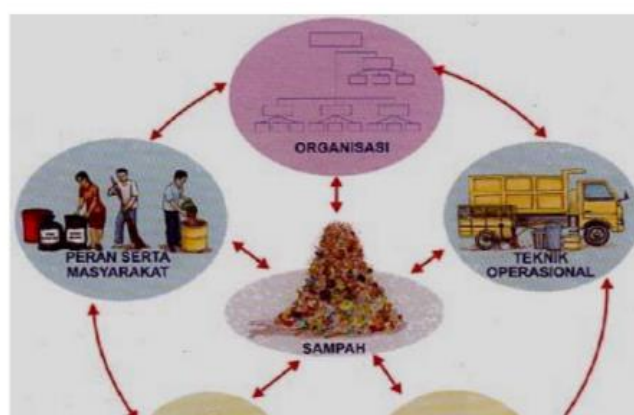 ORGANISASI
PERAN SERTA
MASYARAKAT
TEKNIK
OPERASIONAL
SAMPAH